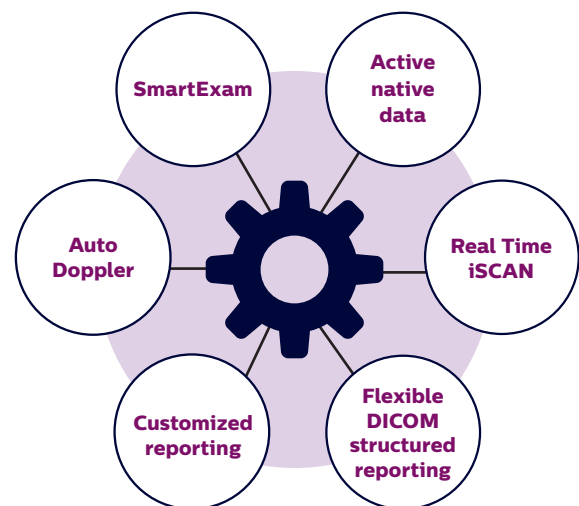 SmartExam
Active
native
data
Auto
Doppler
Real Time
iSCAN
Customized
reporting
Flexible
DICOM
structured
reporting